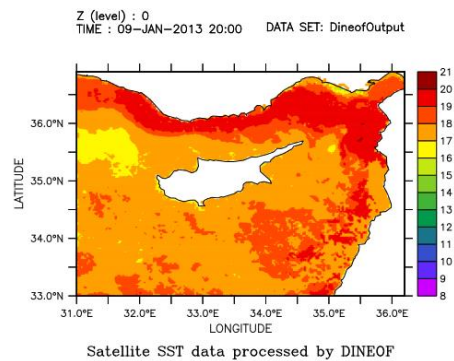 Z (level) : 0
TIME : 09-JAN-2013 20:00 DATA SET: DineofOutput
36.0°N
35.0°N
34.0°N
33.0°N
LATITUDE
31.0°E 32.0°E 33.0°E 34.0°E 35.0°E 36.0°E
LONGITUDE
21
20
19
18
17
16
15
14
13
12
11
10
9
8
Satellite SST data processed by DINEOF